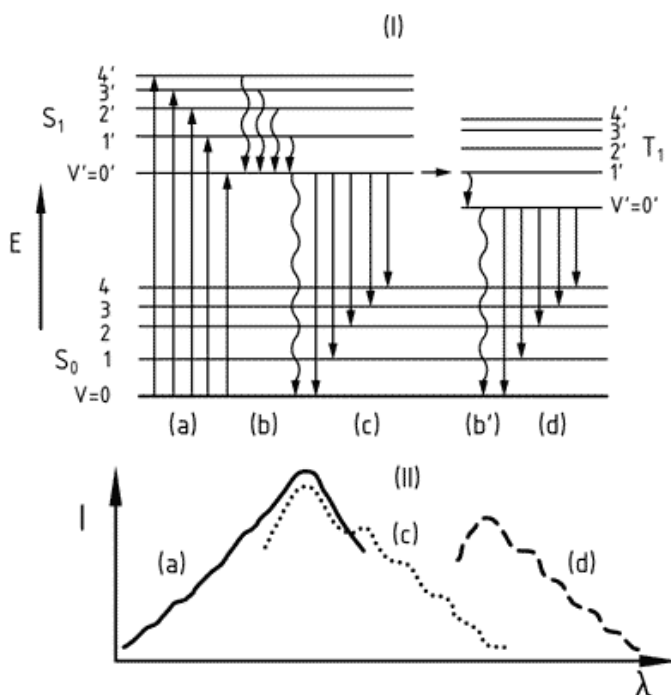 (I)
4'
3'
2'
S₁
1'
V'=0'
4'
3'
2'
T₁
1'
V'=0'
E
4
3
2
S₀
1
V=0
(a) (b) (c) (b') (d)
(II)
I
(a)
(c)
(d)
λ